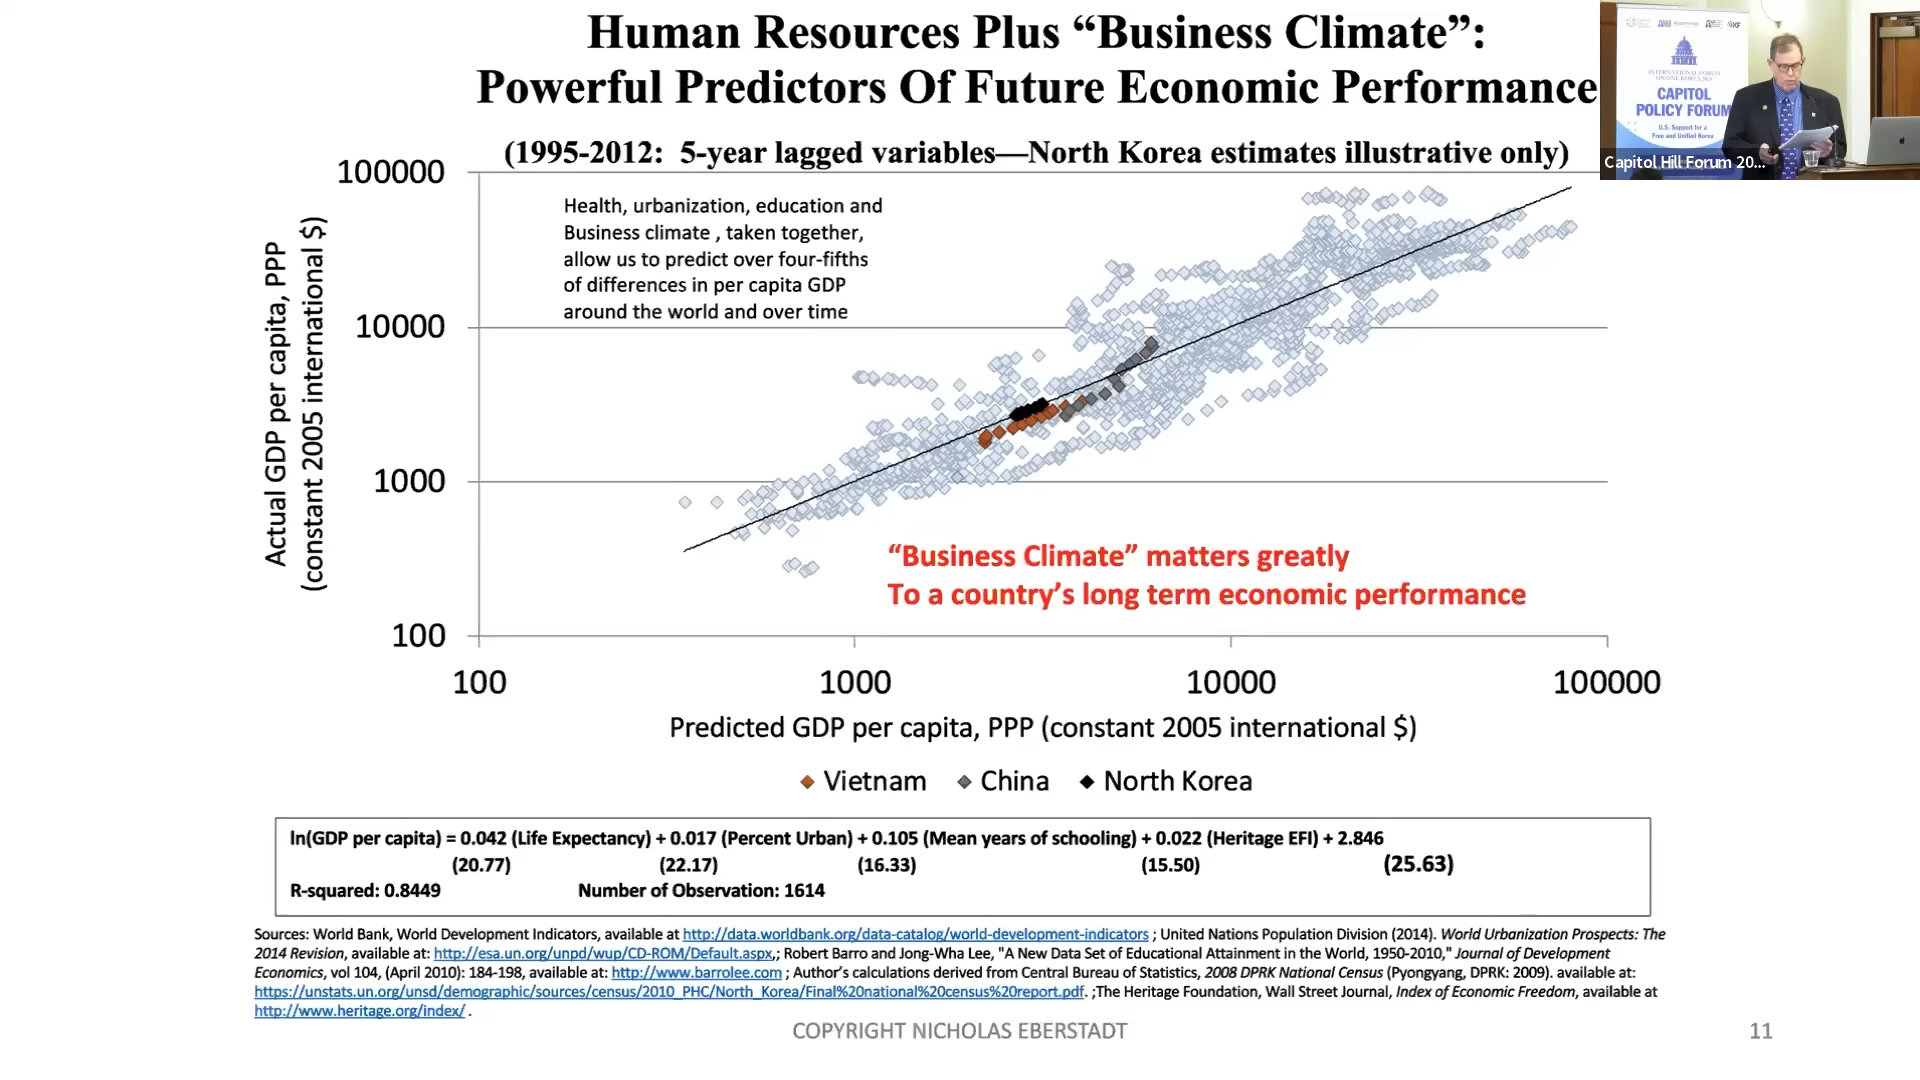 Human Resources Plus “Business Climate”:
Powerful Predictors Of Future Economic Performance
(1995-2012:  5-year lagged variables—North Korea estimates illustrative only)
INTERNATIONAL FORUM
ON ONE KOREA 2024
CAPITOL
POLICY FORUM
U.S. Support for a
Free and Unified Korea
Capitol Hill Forum 20...
100000
10000
1000
100
Actual GDP per capita, PPP
(constant 2005 international $)
Health, urbanization, education and
Business climate , taken together,
allow us to predict over four-fifths
of differences in per capita GDP
around the world and over time
“Business Climate” matters greatly
To a country’s long term economic performance
100 1000 10000 100000
Predicted GDP per capita, PPP (constant 2005 international $)
Vietnam China North Korea
ln(GDP per capita) = 0.042 (Life Expectancy) + 0.017 (Percent Urban) + 0.105 (Mean years of schooling) + 0.022 (Heritage EFI) + 2.846
(20.77) (22.17) (16.33) (15.50) (25.63)
R-squared: 0.8449 Number of Observation: 1614
Sources: World Bank, World Development Indicators, available at http://data.worldbank.org/data-catalog/world-development-indicators ; United Nations Population Division (2014). World Urbanization Prospects: The
2014 Revision, available at: http://esa.un.org/unpd/wup/CD-ROM/Default.aspx,; Robert Barro and Jong-Wha Lee, "A New Data Set of Educational Attainment in the World, 1950-2010," Journal of Development
Economics, vol 104, (April 2010): 184-198, available at: http://www.barrolee.com ; Author’s calculations derived from Central Bureau of Statistics, 2008 DPRK National Census (Pyongyang, DPRK: 2009). available at:
https://unstats.un.org/unsd/demographic/sources/census/2010_PHC/North_Korea/Final%20national%20census%20report.pdf. ;The Heritage Foundation, Wall Street Journal, Index of Economic Freedom, available at
http://www.heritage.org/index/ .
COPYRIGHT NICHOLAS EBERSTADT
11